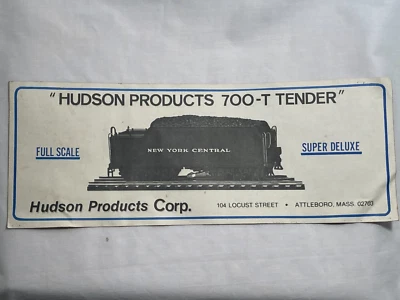 "HUDSON PRODUCTS 700-T TENDER"
FULL SCALE
NEW YORK CENTRAL
SUPER DELUXE
Hudson Products Corp.
104 LOCUST STREET • ATTLEBORO, MASS. 02703